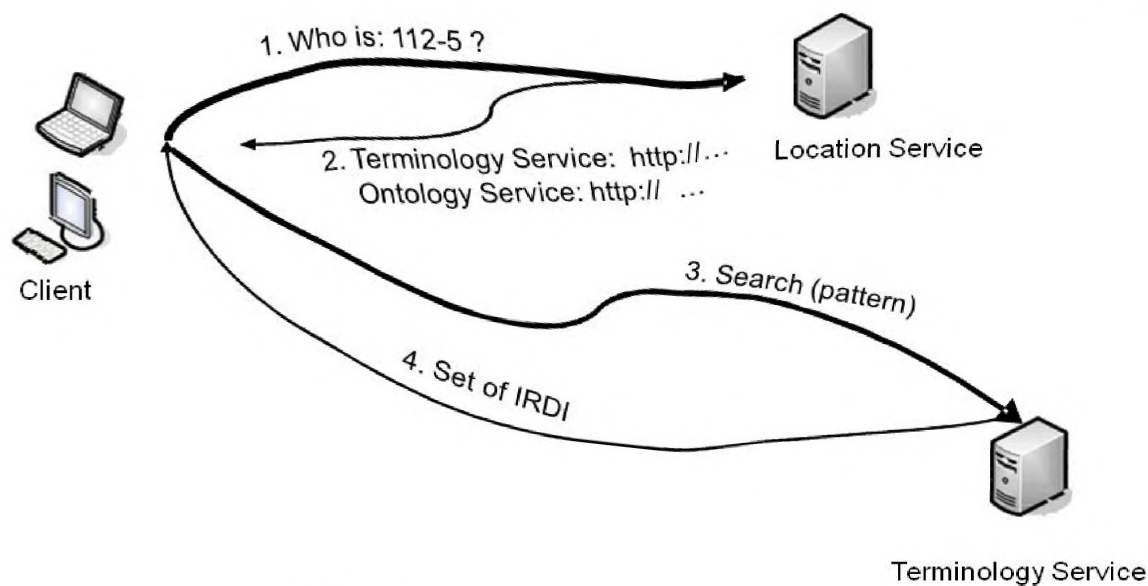 1. Who is: 112-5 ?
Location Service
2. Terminology Service: http://...
Ontology Service: http:// ...
Client
3. Search (pattern)
4. Set of IRDI
Terminology Service